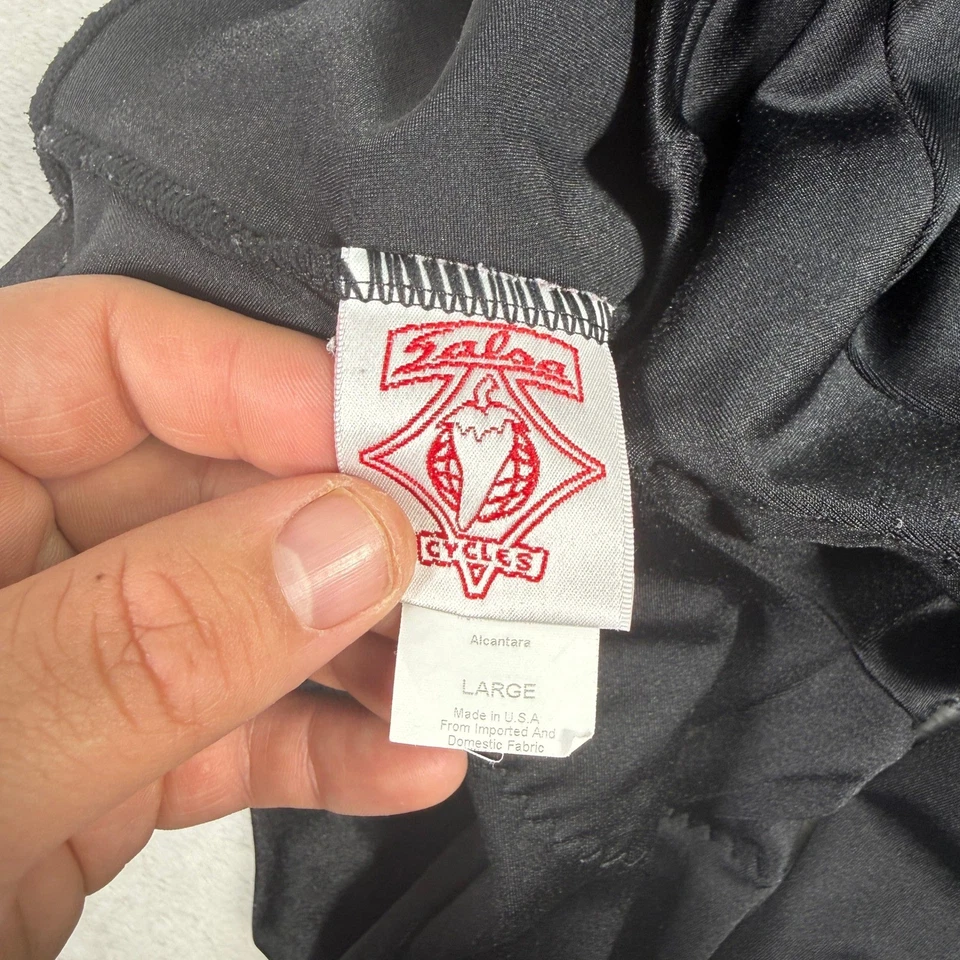 Salsa
CYCLES
Alcantara
LARGE
Made in U.S.A
From Imported And
Domestic Fabric